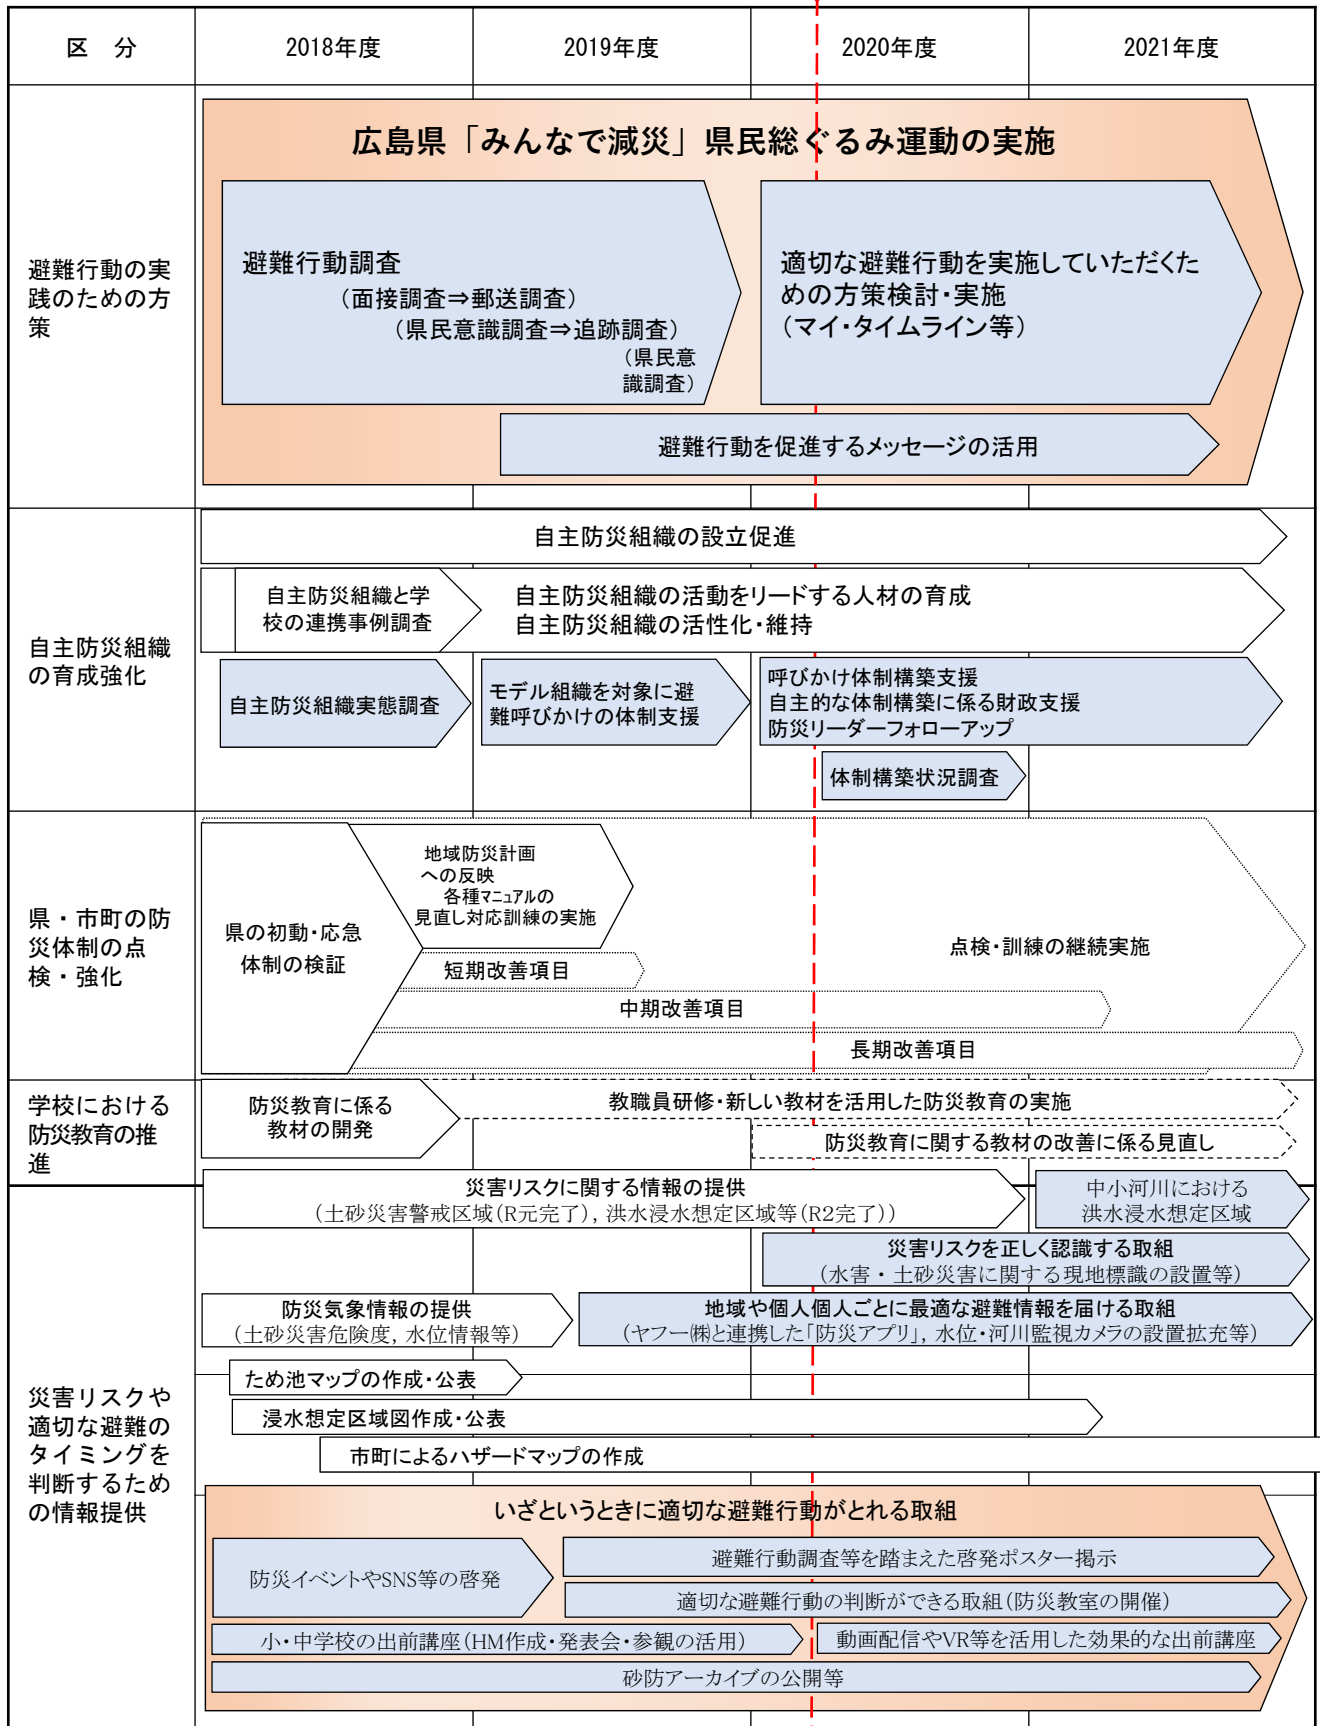 区　分
2018年度
2019年度
2020年度
2021年度
避難行動の実
践のための方
策
広島県「みんなで減災」県民総ぐるみ運動の実施
避難行動調査
（面接調査⇒郵送調査）
（県民意識調査⇒追跡調査）
（県民意
識調査）
適切な避難行動を実施していただくた
めの方策検討・実施
（マイ・タイムライン等）
避難行動を促進するメッセージの活用
自主防災組織
の育成強化
自主防災組織の設立促進
自主防災組織と学
校の連携事例調査
自主防災組織の活動をリードする人材の育成
自主防災組織の活性化・維持
自主防災組織実態調査
モデル組織を対象に避
難呼びかけの体制支援
呼びかけ体制構築支援
自主的な体制構築に係る財政支援
防災リーダーフォローアップ
体制構築状況調査
県・市町の防
災体制の点
検・強化
県の初動・応急
体制の検証
地域防災計画
への反映
各種マニュアルの
見直し対応訓練の実施
点検・訓練の継続実施
短期改善項目
中期改善項目
長期改善項目
学校における
防災教育の推
進
防災教育に係る
教材の開発
教職員研修・新しい教材を活用した防災教育の実施
防災教育に関する教材の改善に係る見直し
災害リスクや
適切な避難の
タイミングを
判断するため
の情報提供
災害リスクに関する情報の提供
（土砂災害警戒区域（R元完了），洪水浸水想定区域等（R2完了））
中小河川における
洪水浸水想定区域
災害リスクを正しく認識する取組
（水害・土砂災害に関する現地標識の設置等）
防災気象情報の提供
（土砂災害危険度，水位情報等）
地域や個人個人ごとに最適な避難情報を届ける取組
（ヤフー㈱と連携した「防災アプリ」，水位・河川監視カメラの設置拡充等）
ため池マップの作成・公表
浸水想定区域図作成・公表
市町によるハザードマップの作成
いざというときに適切な避難行動がとれる取組
防災イベントやSNS等の啓発
避難行動調査等を踏まえた啓発ポスター掲示
適切な避難行動の判断ができる取組（防災教室の開催）
小・中学校の出前講座（HM作成・発表会・参観の活用）
動画配信やVR等を活用した効果的な出前講座
砂防アーカイブの公開等